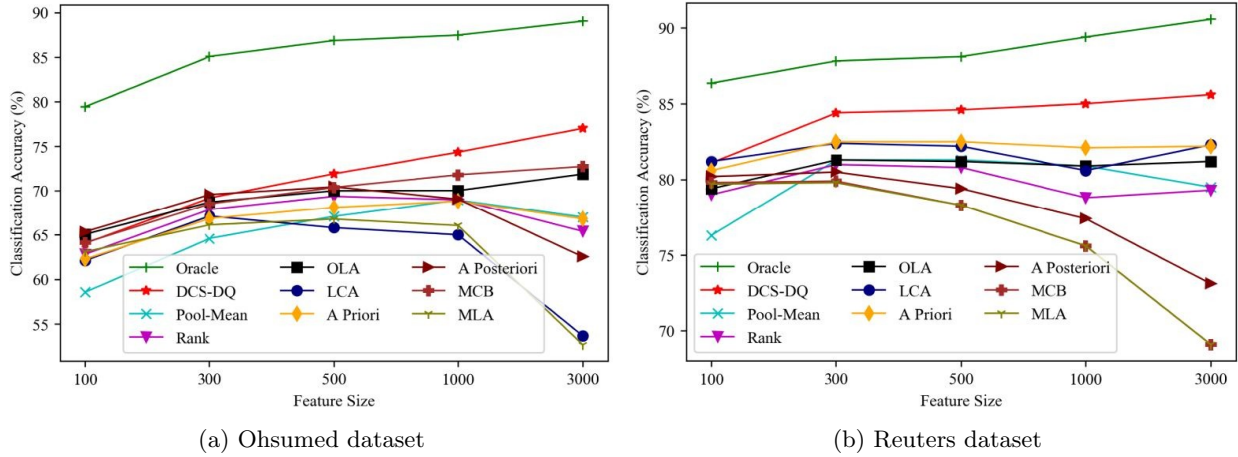 90
85
80
75
70
65
60
55
Classification Accuracy (%)
Oracle
DCS-DQ
Pool-Mean
Rank
OLA
LCA
A Priori
A Posteriori
MCB
MLA
100 300 500 1000 3000
Feature Size
(a) Ohsumed dataset
90
85
80
75
70
Classification Accuracy (%)
Oracle
DCS-DQ
Pool-Mean
Rank
OLA
LCA
A Priori
A Posteriori
MCB
MLA
100 300 500 1000 3000
Feature Size
(b) Reuters dataset